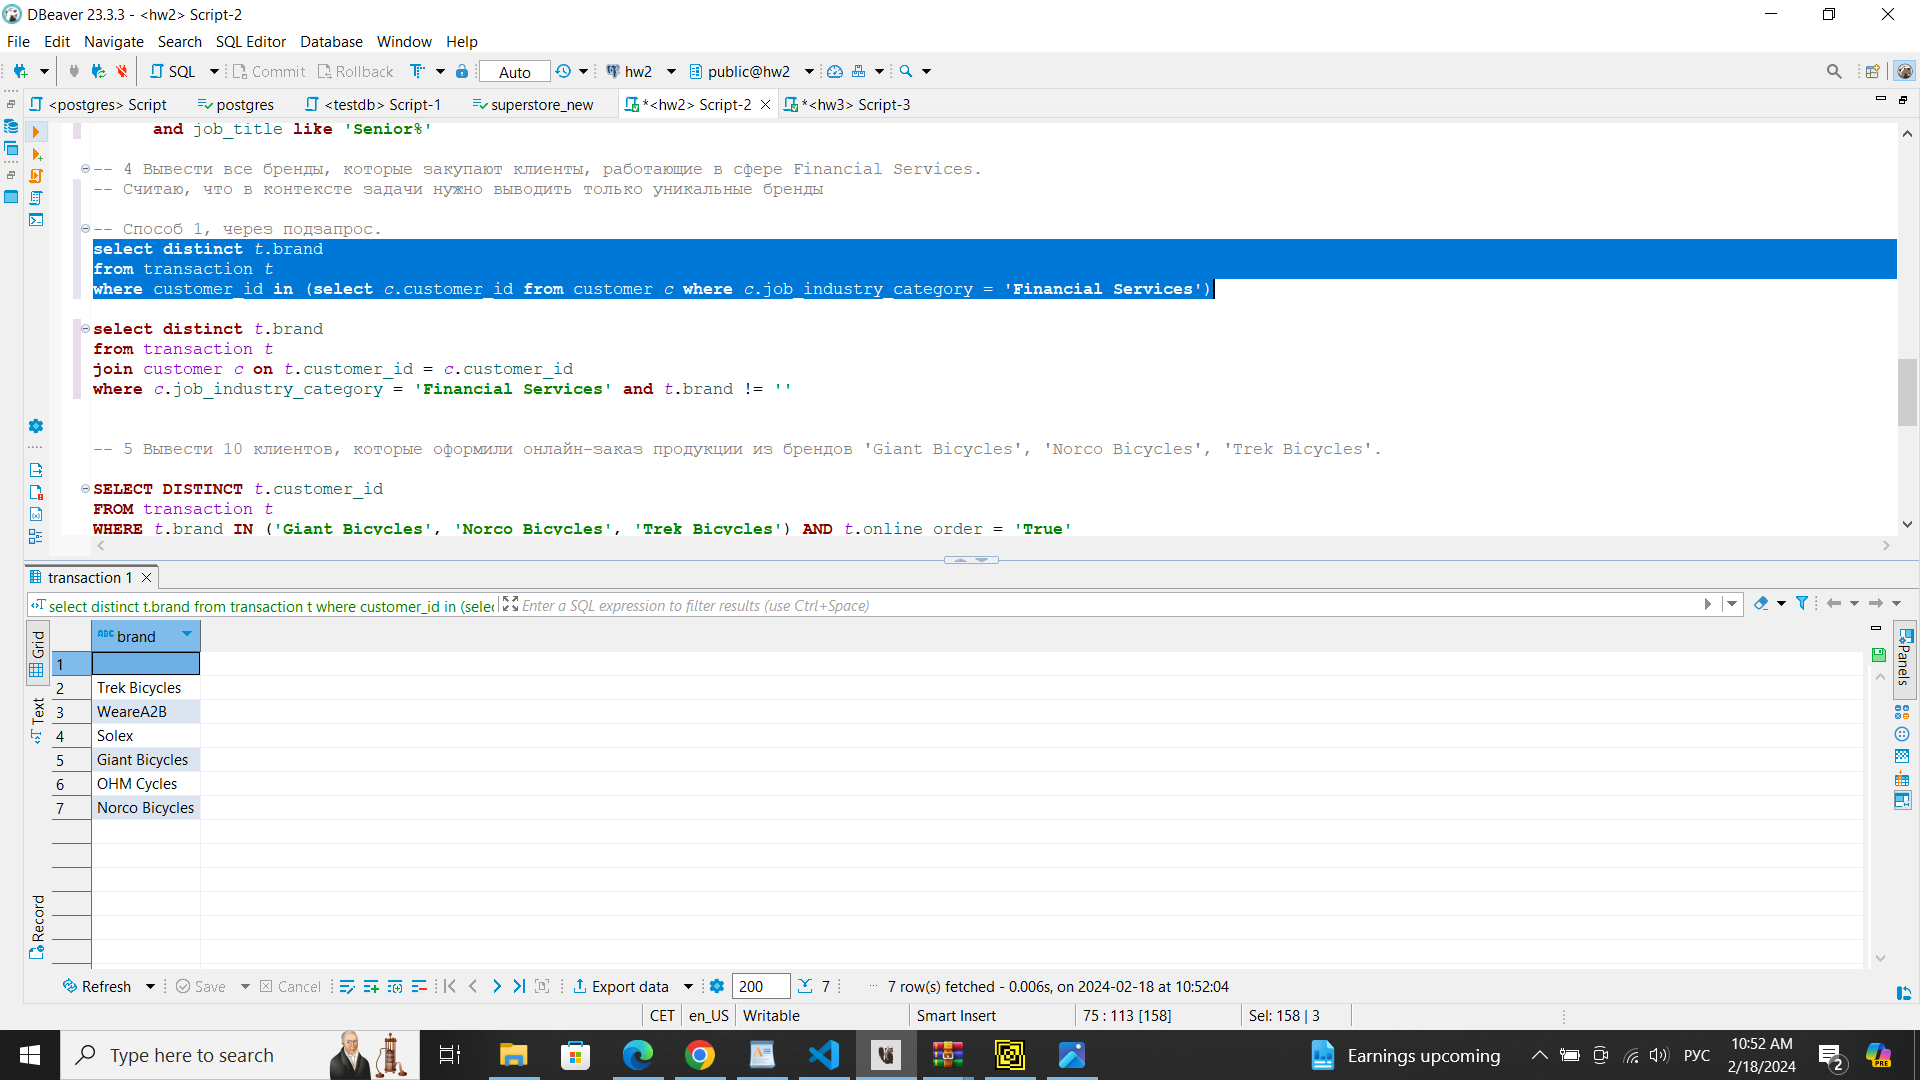 DBeaver 23.3.3 - <hw2> Script-2
File Edit Navigate Search SQL Editor Database Window Help
SQL Commit Rollback Auto hw2 public@hw2
<postgres> Script postgres <testdb> Script-1 superstore_new *<hw2> Script-2 *<hw3> Script-3
and job_title like 'Senior%'
-- 4 Вывести все бренды, которые закупают клиенты, работающие в сфере Financial Services.
-- Считаю, что в контексте задачи нужно выводить только уникальные бренды
-- Способ 1, через подзапрос.
select distinct t.brand
from transaction t
where customer_id in (select c.customer_id from customer c where c.job_industry_category = 'Financial Services')
select distinct t.brand
from transaction t
join customer c on t.customer_id = c.customer_id
where c.job_industry_category = 'Financial Services' and t.brand != ''
-- 5 Вывести 10 клиентов, которые оформили онлайн-заказ продукции из брендов 'Giant Bicycles', 'Norco Bicycles', 'Trek Bicycles'.
SELECT DISTINCT t.customer_id
FROM transaction t
WHERE t.brand IN ('Giant Bicycles', 'Norco Bicycles', 'Trek Bicycles') AND t.online_order = 'True'
transaction 1
select distinct t.brand from transaction t where customer_id in (selec Enter a SQL expression to filter results (use Ctrl+Space)
Grid
Text
Record
Panels
ABC brand
1
2 Trek Bicycles
3 WeareA2B
4 Solex
5 Giant Bicycles
6 OHM Cycles
7 Norco Bicycles
Refresh Save Cancel Export data 200 7 ... 7 row(s) fetched - 0.006s, on 2024-02-18 at 10:52:04
CET en_US Writable Smart Insert 75 : 113 [158] Sel: 158 | 3
Type here to search Earnings upcoming РУС 10:52 AM
2/18/2024 2
PRE